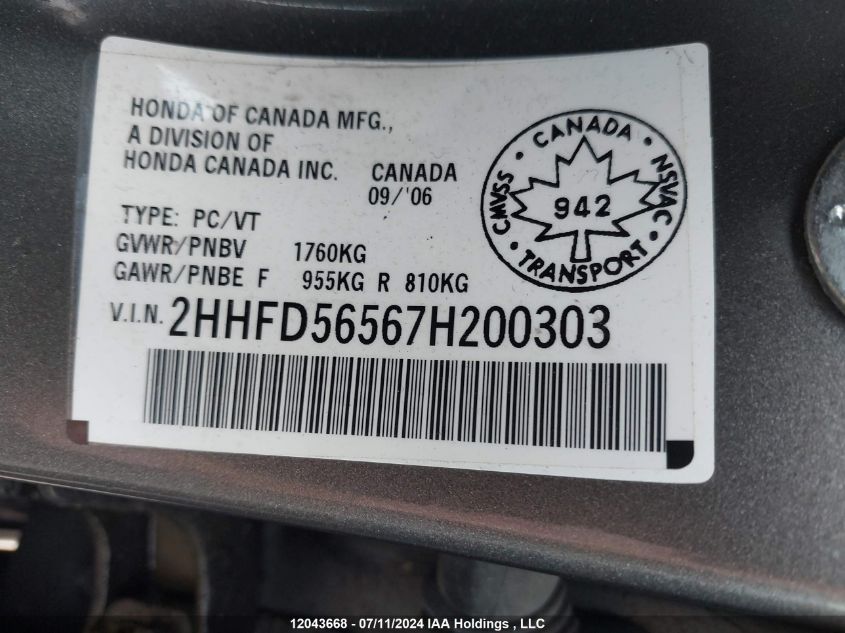 HONDA OF CANADA MFG.,
A DIVISION OF
HONDA CANADA INC. CANADA
09/'06
TYPE: PC/VT
GVWR/PNBV 1760KG
GAWR/PNBE F 955KG R 810KG
V.I.N. 2HHFD56567H200303
CMVSS • CANADA • NSVAC
942
• TRANSPORT •
12043668 - 07/11/2024 IAA Holdings , LLC